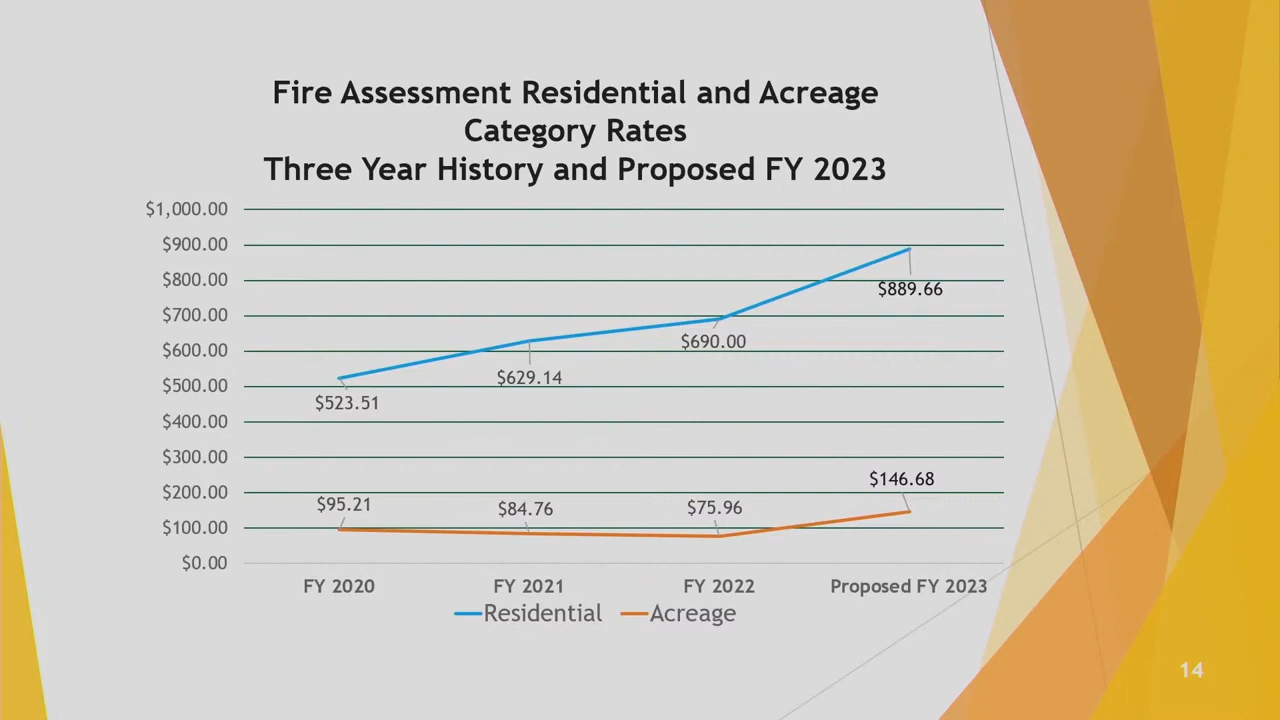 Fire Assessment Residential and Acreage
Category Rates
Three Year History and Proposed FY 2023
$1,000.00
$900.00
$800.00
$700.00
$600.00
$500.00
$400.00
$300.00
$200.00
$100.00
$0.00
$523.51
$629.14
$690.00
$889.66
$95.21
$84.76
$75.96
$146.68
FY 2020
FY 2021
FY 2022
Proposed FY 2023
Residential
Acreage
14